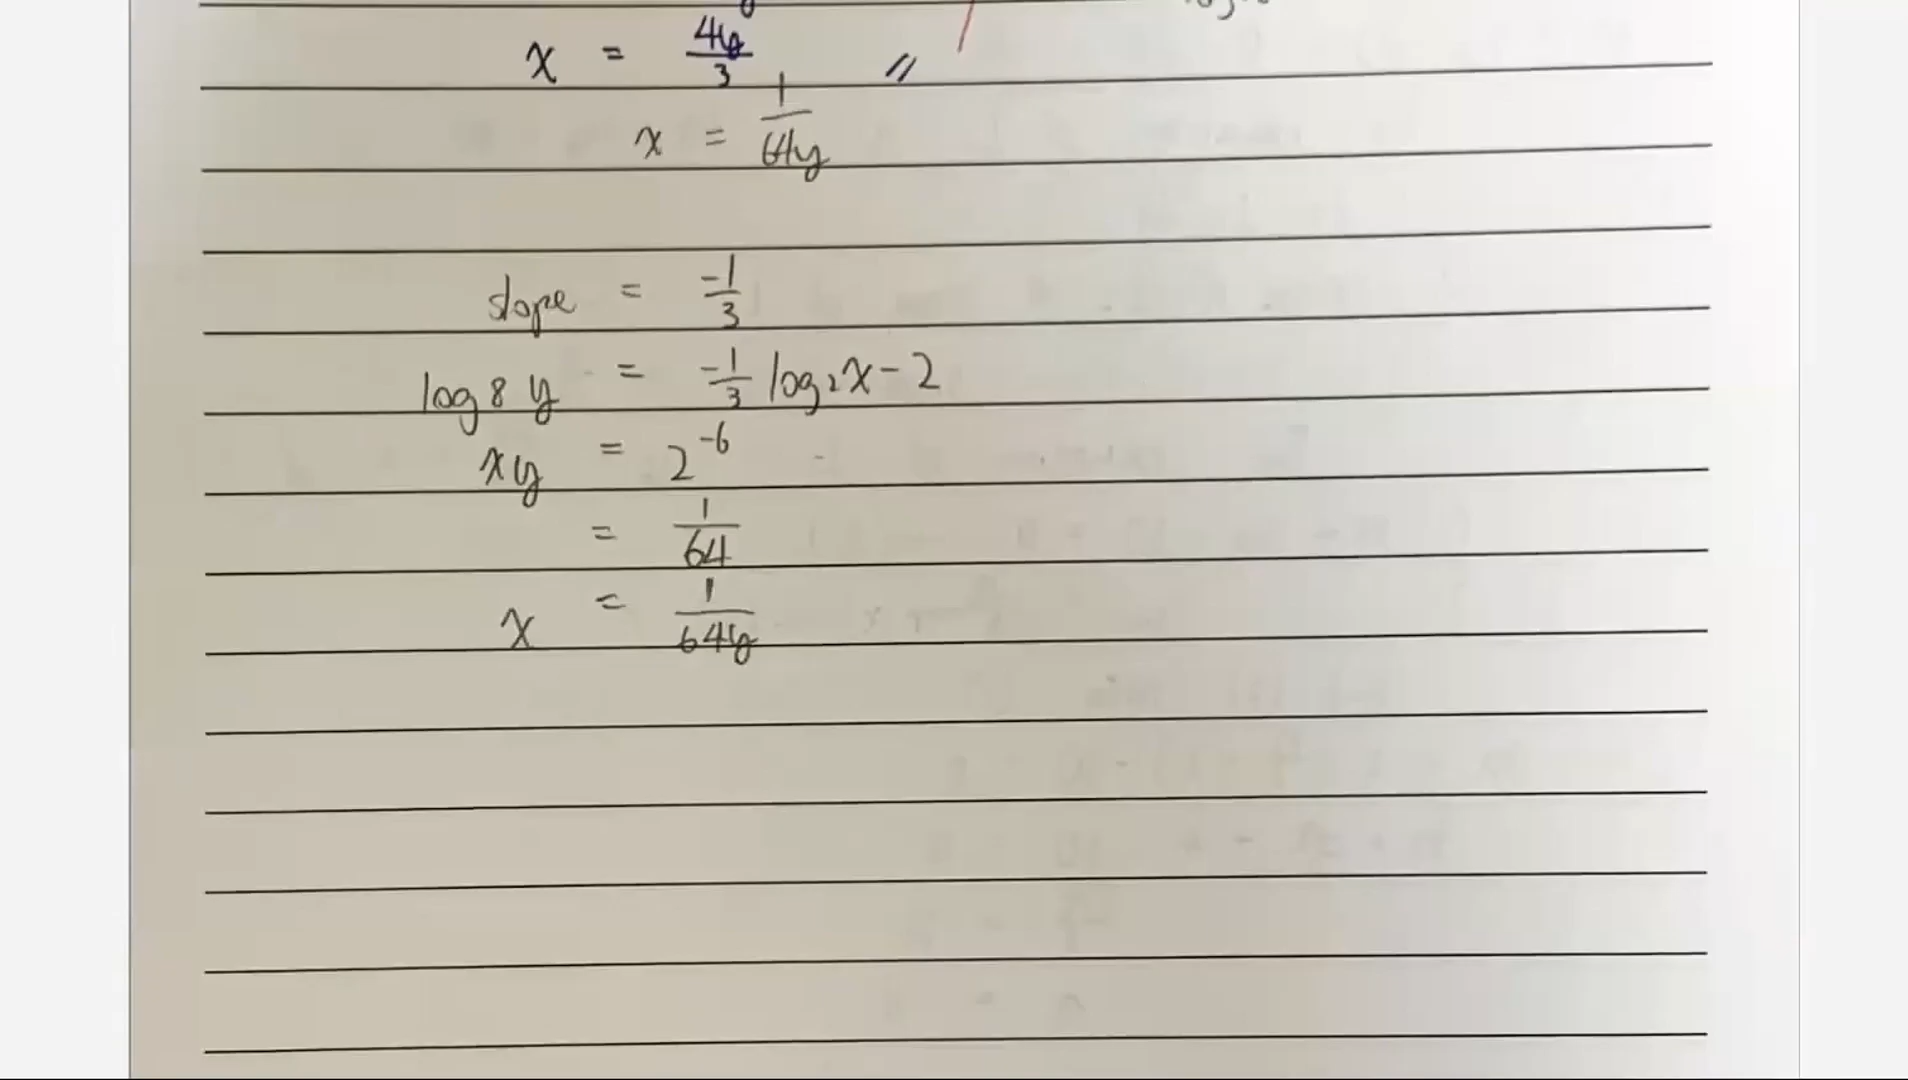 x = 4y/3 //
x = 1/64y
slope = -1/3
log8 y = -1/3 log2 x - 2
xy = 2^-6
= 1/64
x = 1/64y